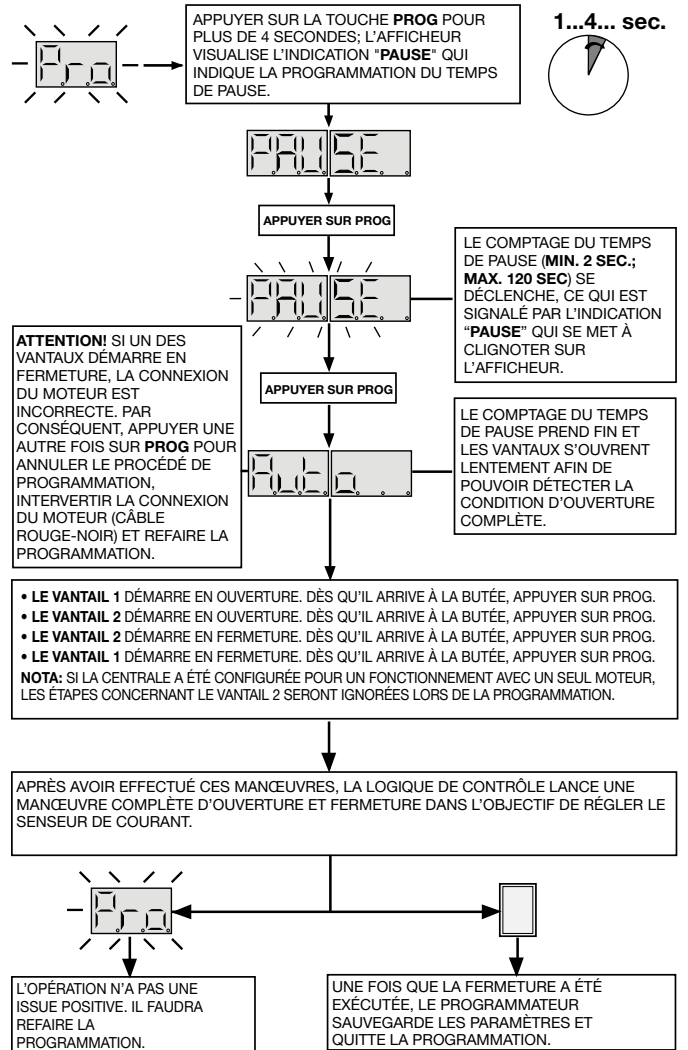 APPUYER SUR LA TOUCHE PROG POUR
PLUS DE 4 SECONDES; L'AFFICHEUR
VISUALISE L'INDICATION "PAUSE" QUI
INDIQUE LA PROGRAMMATION DU TEMPS
DE PAUSE.
1...4... sec.
Pro
PAUSE
APPUYER SUR PROG
PAUSE
LE COMPTAGE DU TEMPS
DE PAUSE (MIN. 2 SEC.;
MAX. 120 SEC) SE
DÉCLENCHE, CE QUI EST
SIGNALÉ PAR L'INDICATION
“PAUSE” QUI SE MET À
CLIGNOTER SUR
L'AFFICHEUR.
ATTENTION! SI UN DES
VANTAUX DÉMARRE EN
FERMETURE, LA CONNEXION
DU MOTEUR EST
INCORRECTE. PAR
CONSÉQUENT, APPUYER UNE
AUTRE FOIS SUR PROG POUR
ANNULER LE PROCÉDÉ DE
PROGRAMMATION,
INTERVERTIR LA CONNEXION
DU MOTEUR (CÂBLE
ROUGE-NOIR) ET REFAIRE LA
PROGRAMMATION.
APPUYER SUR PROG
Auto
LE COMPTAGE DU TEMPS
DE PAUSE PREND FIN ET
LES VANTAUX S'OUVRENT
LENTEMENT AFIN DE
POUVOIR DÉTECTER LA
CONDITION D'OUVERTURE
COMPLÈTE.
• LE VANTAIL 1 DÉMARRE EN OUVERTURE. DÈS QU'IL ARRIVE À LA BUTÉE, APPUYER SUR PROG.
• LE VANTAIL 2 DÉMARRE EN OUVERTURE. DÈS QU'IL ARRIVE À LA BUTÉE, APPUYER SUR PROG.
• LE VANTAIL 2 DÉMARRE EN FERMETURE. DÈS QU'IL ARRIVE À LA BUTÉE, APPUYER SUR PROG.
• LE VANTAIL 1 DÉMARRE EN FERMETURE. DÈS QU'IL ARRIVE À LA BUTÉE, APPUYER SUR PROG.
NOTA: SI LA CENTRALE A ÉTÉ CONFIGURÉE POUR UN FONCTIONNEMENT AVEC UN SEUL MOTEUR,
LES ÉTAPES CONCERNANT LE VANTAIL 2 SERONT IGNORÉES LORS DE LA PROGRAMMATION.
APRÈS AVOIR EFFECTUÉ CES MANŒUVRES, LA LOGIQUE DE CONTRÔLE LANCE UNE
MANŒUVRE COMPLÈTE D'OUVERTURE ET FERMETURE DANS L'OBJECTIF DE RÉGLER LE
SENSEUR DE COURANT.
Pro
L'OPÉRATION N'A PAS UNE
ISSUE POSITIVE. IL FAUDRA
REFAIRE LA
PROGRAMMATION.
UNE FOIS QUE LA FERMETURE A ÉTÉ
EXÉCUTÉE, LE PROGRAMMATEUR
SAUVEGARDE LES PARAMÈTRES ET
QUITTE LA PROGRAMMATION.